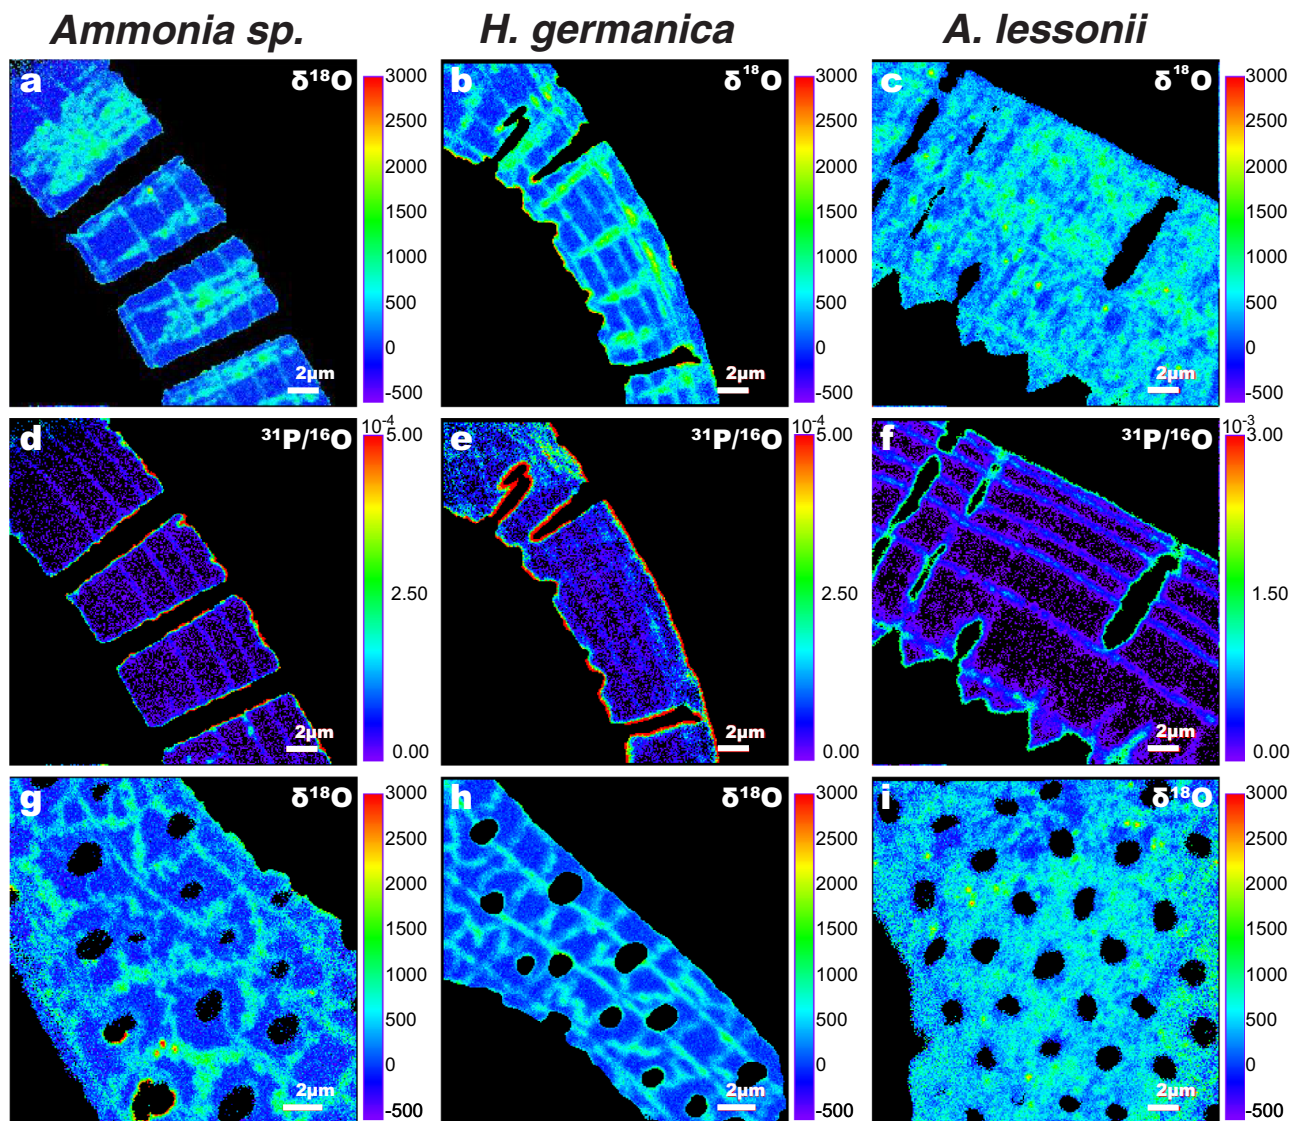 Ammonia sp. H. germanica A. lessonii
a δ¹⁸O 3000 2500 2000 1500 1000 500 0 -500 2μm
b δ¹⁸O 3000 2500 2000 1500 1000 500 0 -500 2μm
c δ¹⁸O 3000 2500 2000 1500 1000 500 0 -500 2μm
d ³¹P/¹⁶O 10⁻⁴ 5.00 2.50 0.00 2μm
e ³¹P/¹⁶O 10⁻⁴ 5.00 2.50 0.00 2μm
f ³¹P/¹⁶O 10⁻³ 3.00 1.50 0.00 2μm
g δ¹⁸O 3000 2500 2000 1500 1000 500 0 -500 2μm
h δ¹⁸O 3000 2500 2000 1500 1000 500 0 -500 2μm
i δ¹⁸O 3000 2500 2000 1500 1000 500 0 -500 2μm